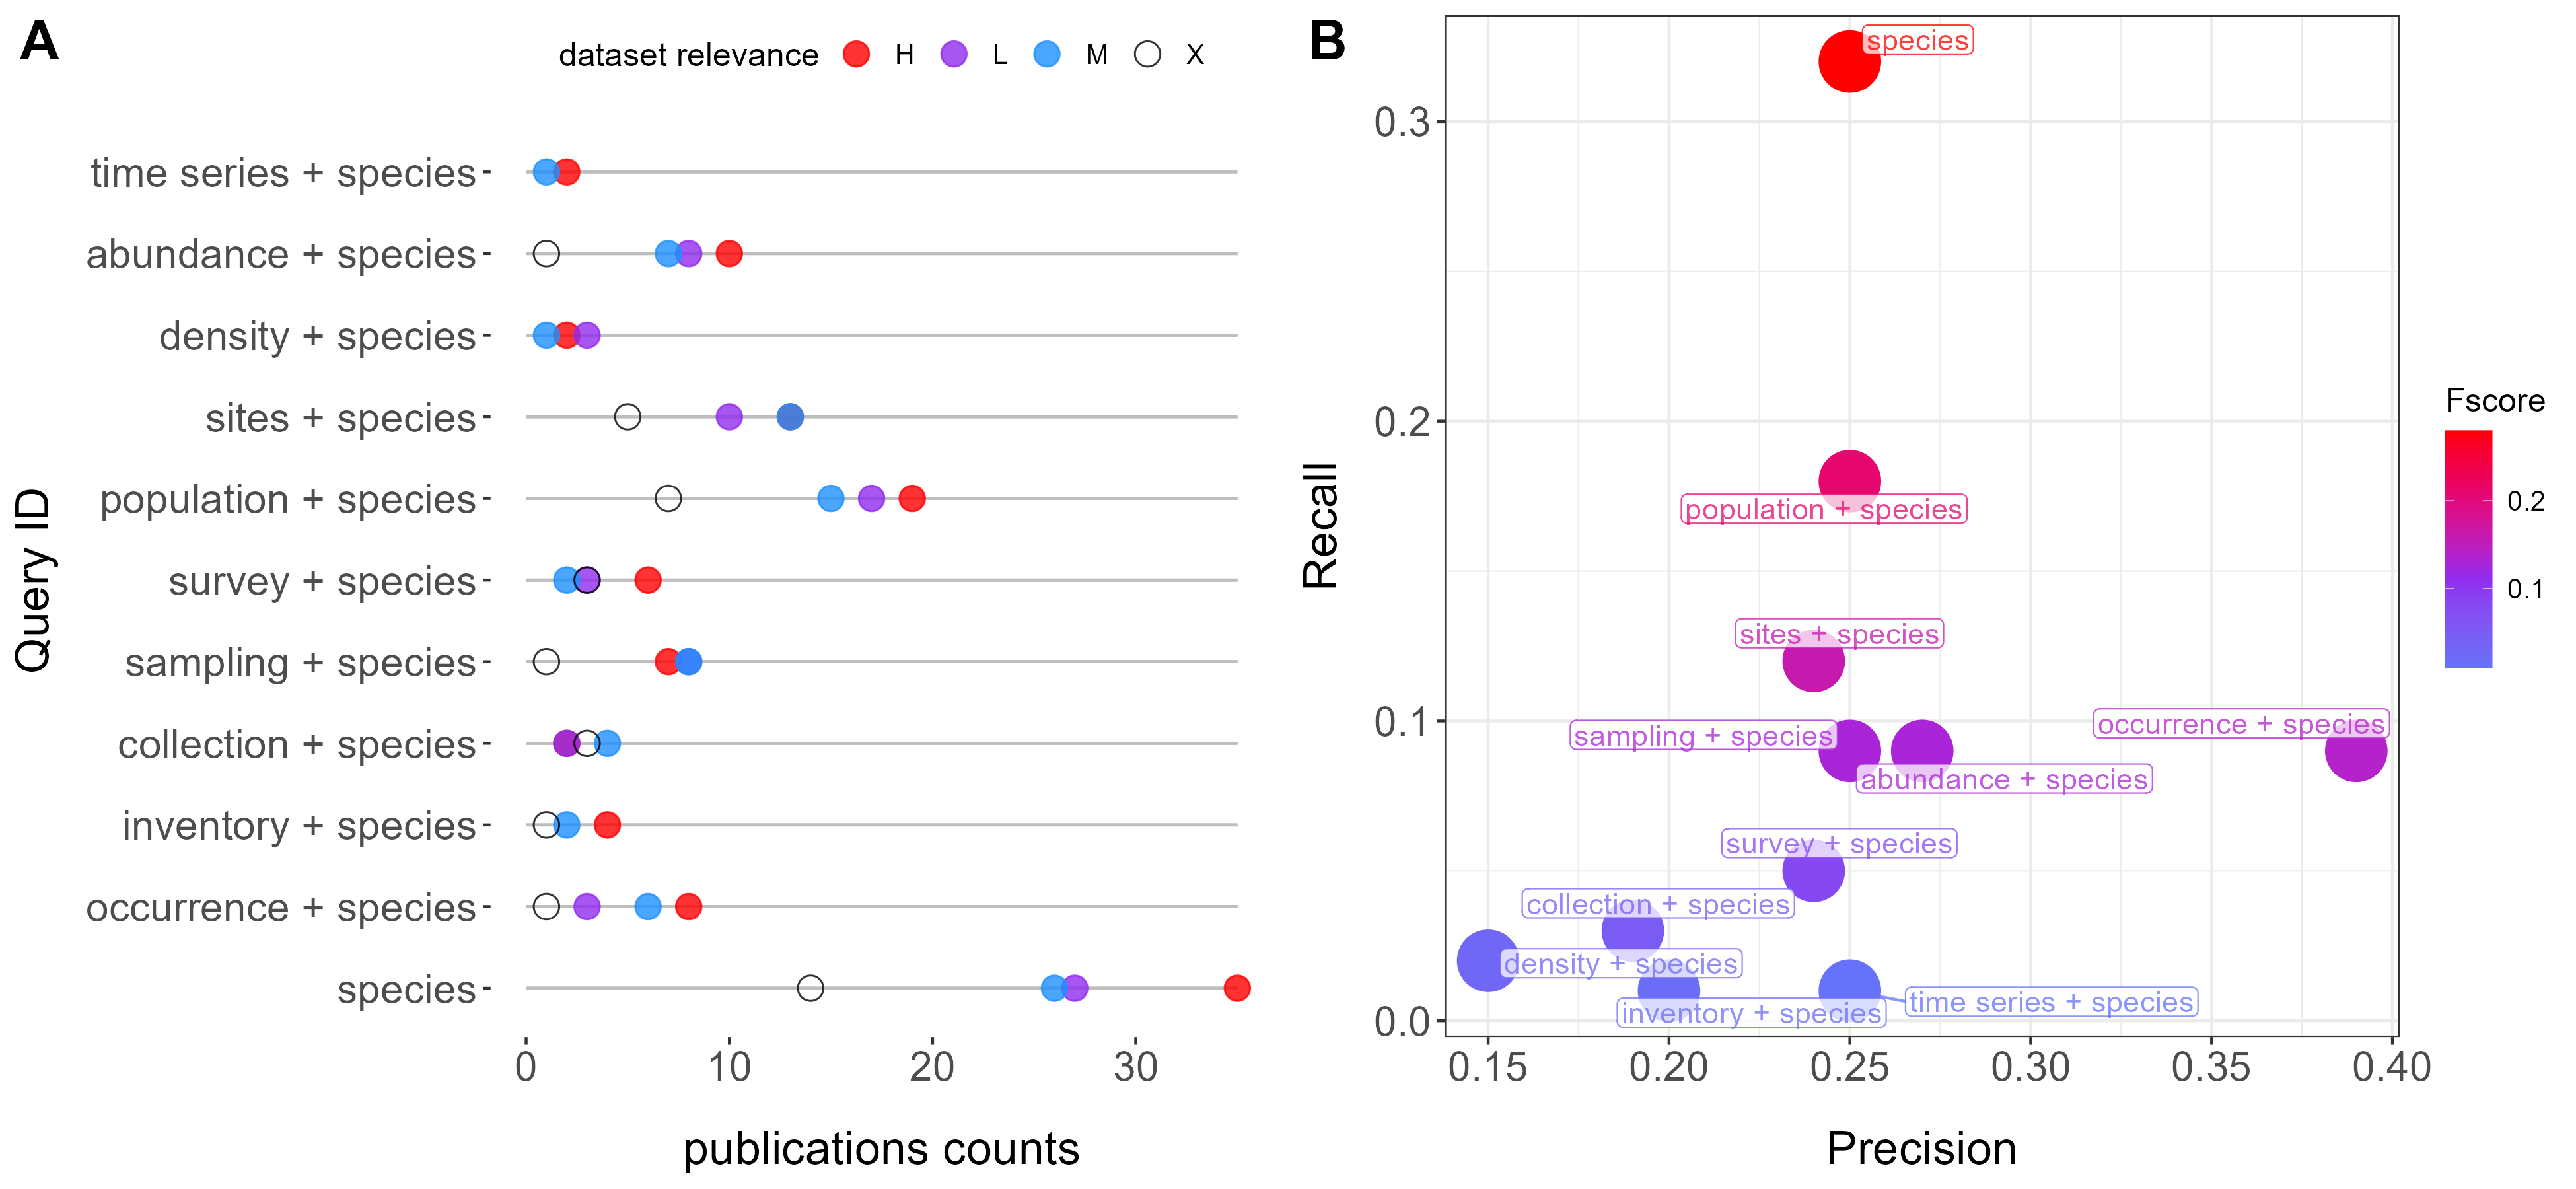 A
dataset relevance H L M X
time series + species
abundance + species
density + species
sites + species
population + species
survey + species
sampling + species
collection + species
inventory + species
occurrence + species
species
Query ID
0 10 20 30
publications counts
B
species
population + species
sites + species
sampling + species
occurrence + species
abundance + species
survey + species
collection + species
density + species
time series + species
inventory + species
0.3
0.2
0.1
0.0
Recall
0.15 0.20 0.25 0.30 0.35 0.40
Precision
Fscore
0.2
0.1